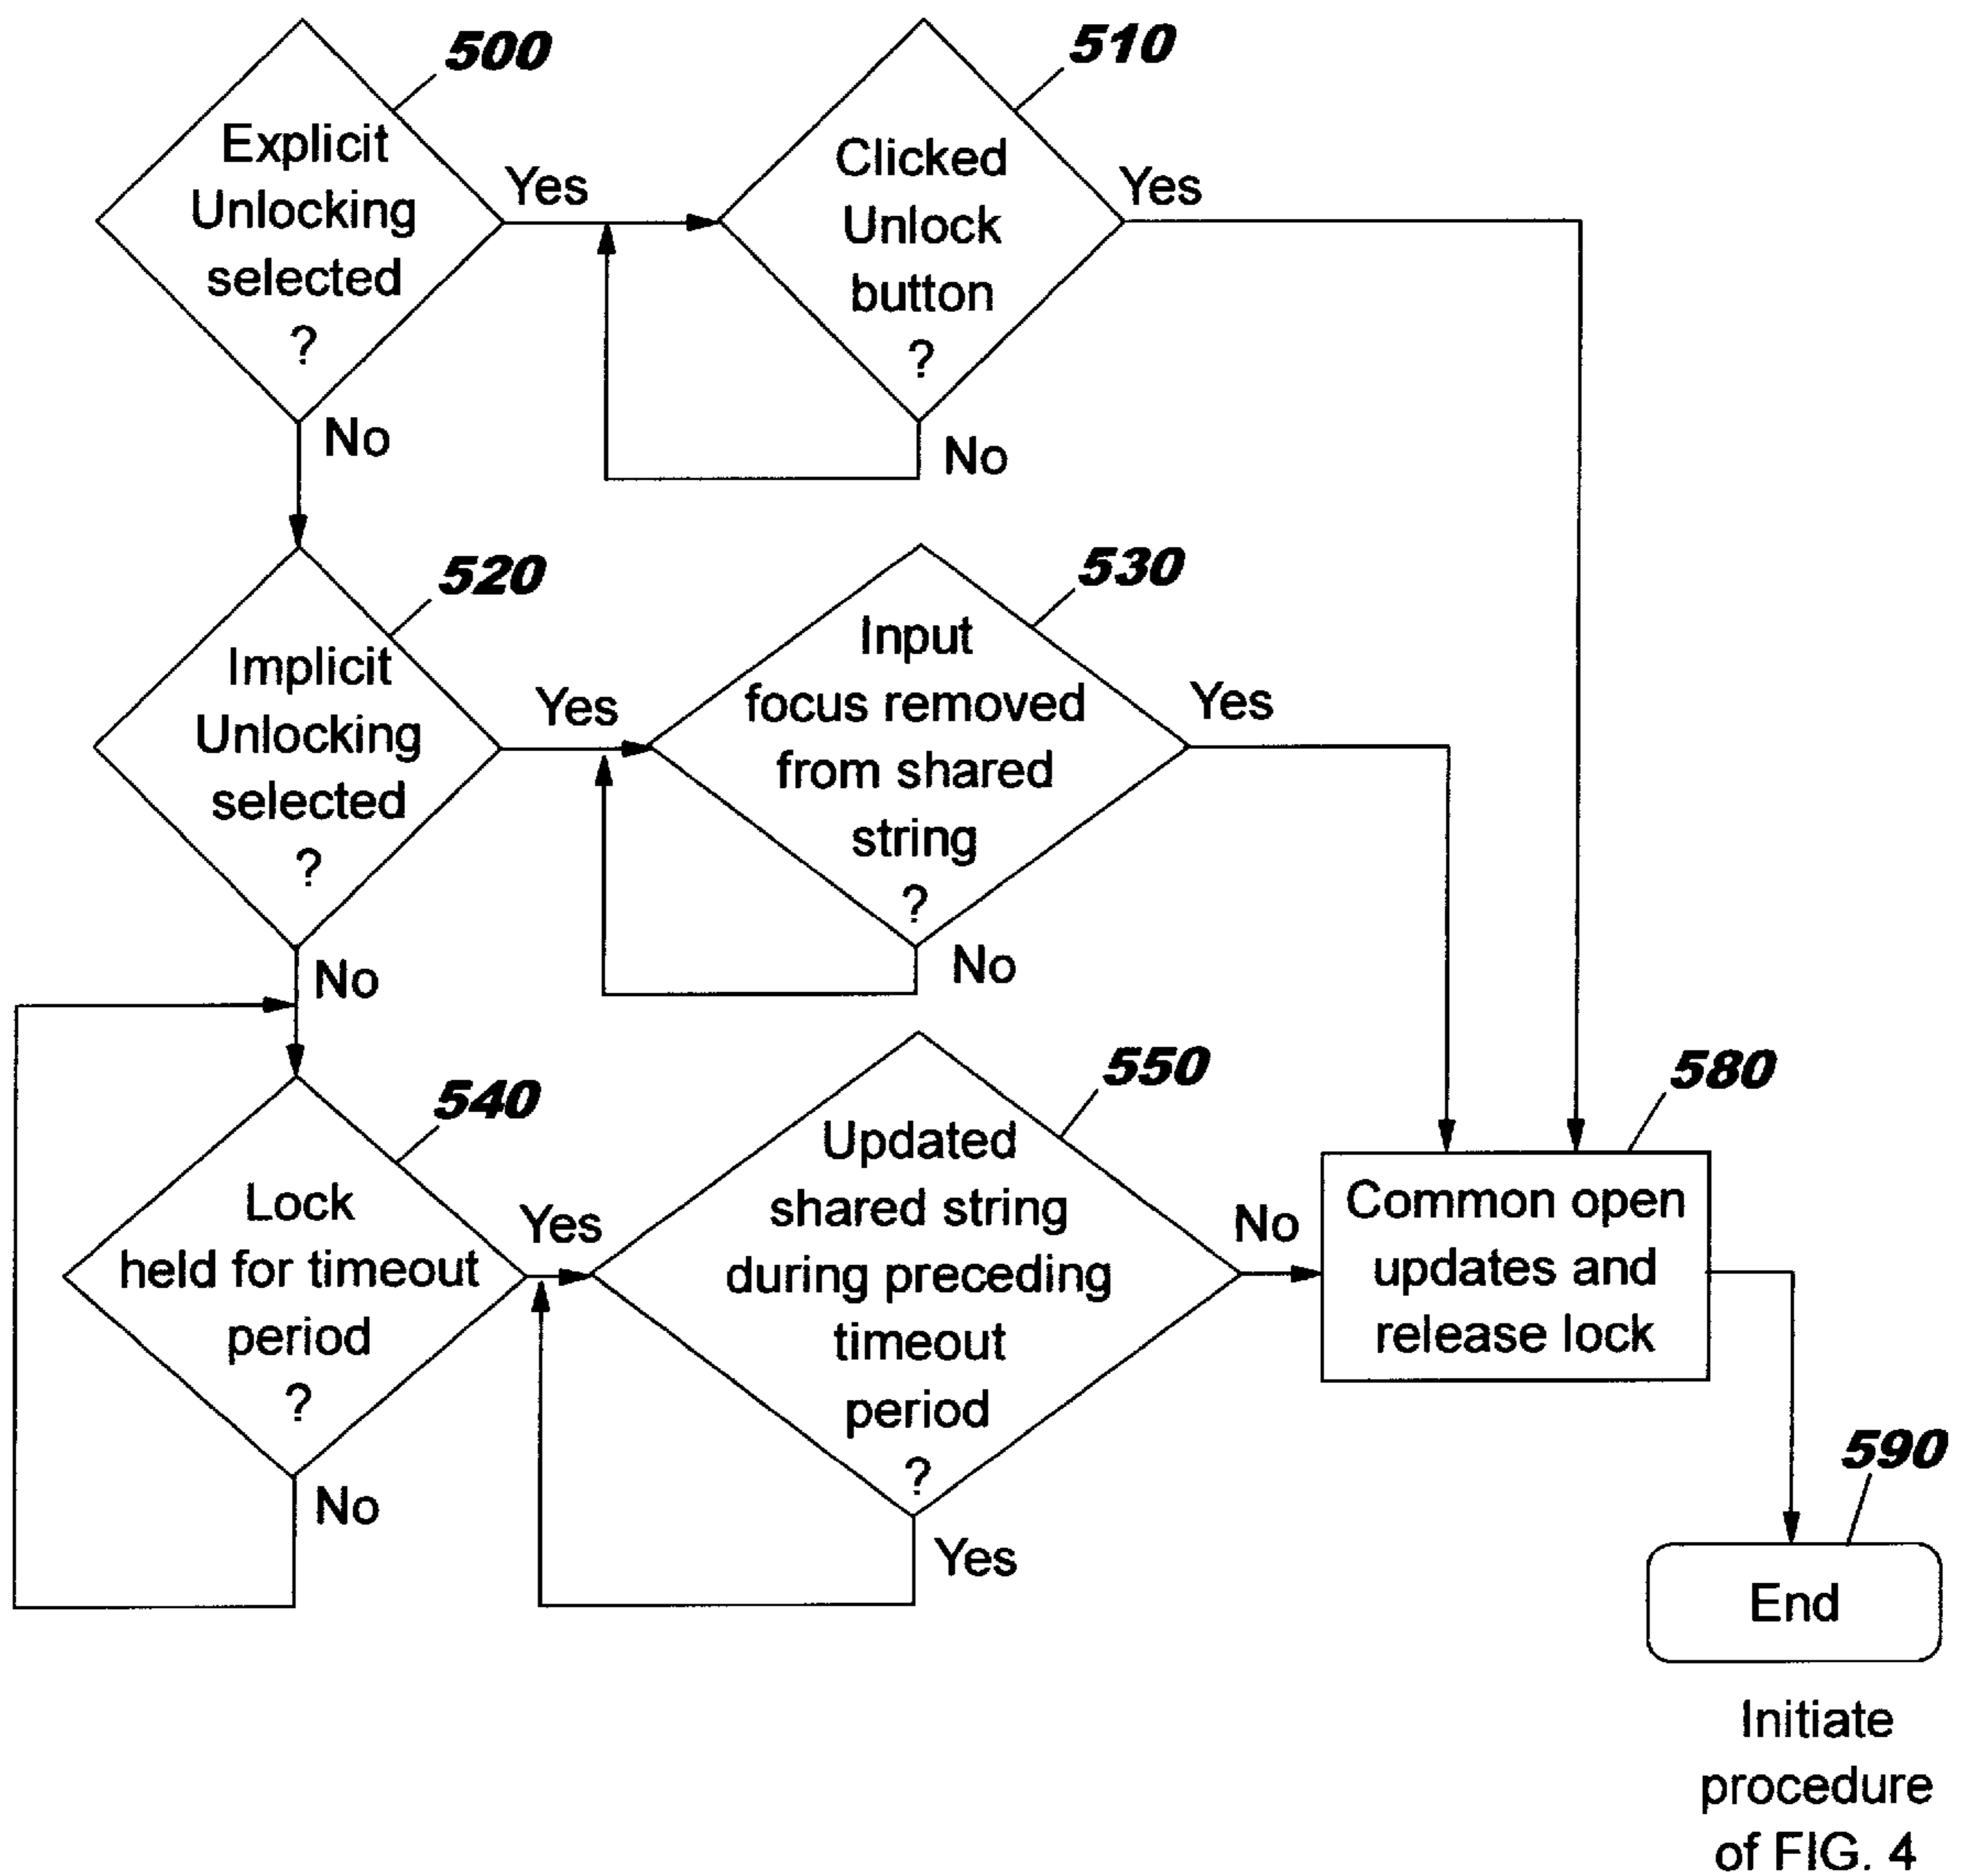 500
Explicit
Unlocking
selected
?
Yes
No
510
Clicked
Unlock
button
?
Yes
No
520
Implicit
Unlocking
selected
?
Yes
No
530
Input
focus removed
from shared
string
?
Yes
No
540
Lock
held for timeout
period
?
Yes
No
550
Updated
shared string
during preceding
timeout
period
?
No
Yes
580
Common open
updates and
release lock
590
End
Initiate
procedure
of FIG. 4